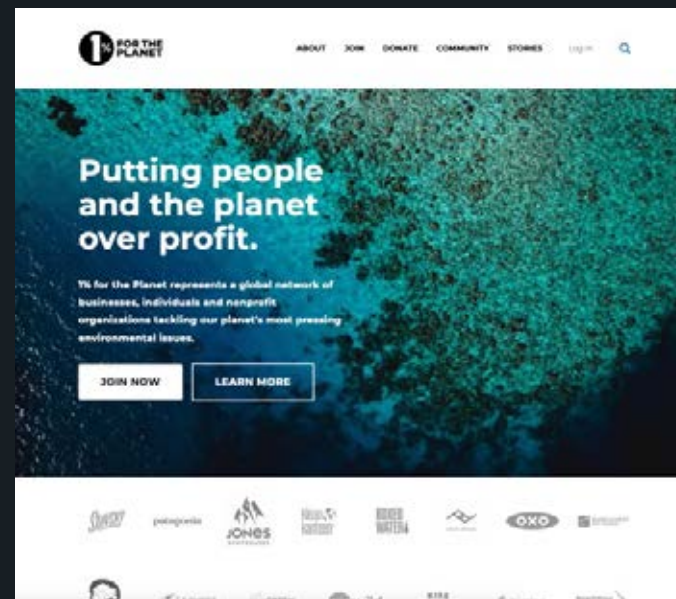 1% FOR THE
PLANET
ABOUT JOIN DONATE COMMUNITY STORIES Log in
Putting people
and the planet
over profit.
1% for the Planet represents a global network of
businesses, individuals and nonprofit
organizations tackling our planet's most pressing
environmental issues.
JOIN NOW LEARN MORE
patagonia JONES BOXED WATER OXO